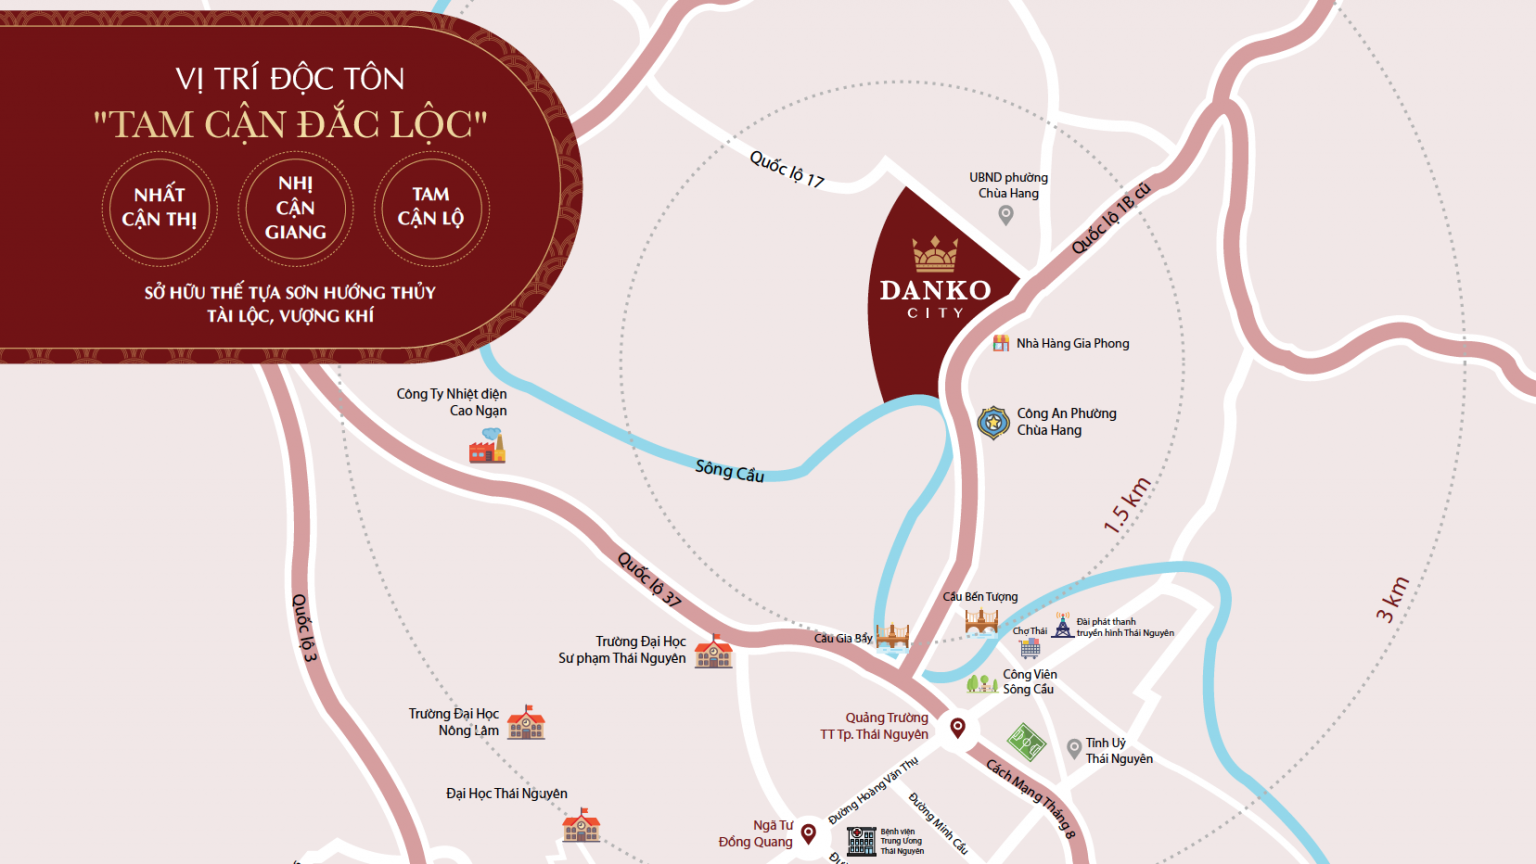 VỊ TRÍ ĐỘC TÔN
"TAM CẬN ĐẮC LỘC"
NHẤT
CẬN THỊ
NHỊ
CẬN
GIANG
TAM
CẬN LỘ
SỞ HỮU THẾ TỰA SƠN HƯỚNG THỦY
TÀI LỘC, VƯỢNG KHÍ
Quốc lộ 17
UBND phường
Chùa Hang
Quốc lộ 1B cũ
DANKO
CITY
Nhà Hàng Gia Phong
Công An Phường
Chùa Hang
Công Ty Nhiệt điện
Cao Ngạn
Sông Cầu
1.5 km
3 km
Quốc lộ 37
Quốc lộ 3
Cầu Bến Tượng
Cầu Gia Bẩy
Chợ Thái
Đài phát thanh
truyền hình Thái Nguyên
Trường Đại Học
Sư phạm Thái Nguyên
Công Viên
Sông Cầu
Trường Đại Học
Nông Lâm
Quảng Trường
TT Tp. Thái Nguyên
Tỉnh Uỷ
Thái Nguyên
Cách Mạng Tháng 8
Đường Hoàng Văn Thụ
Đường Minh Cầu
Đại Học Thái Nguyên
Ngã Tư
Đồng Quang
Bệnh viện
Trung Ương
Thái Nguyên